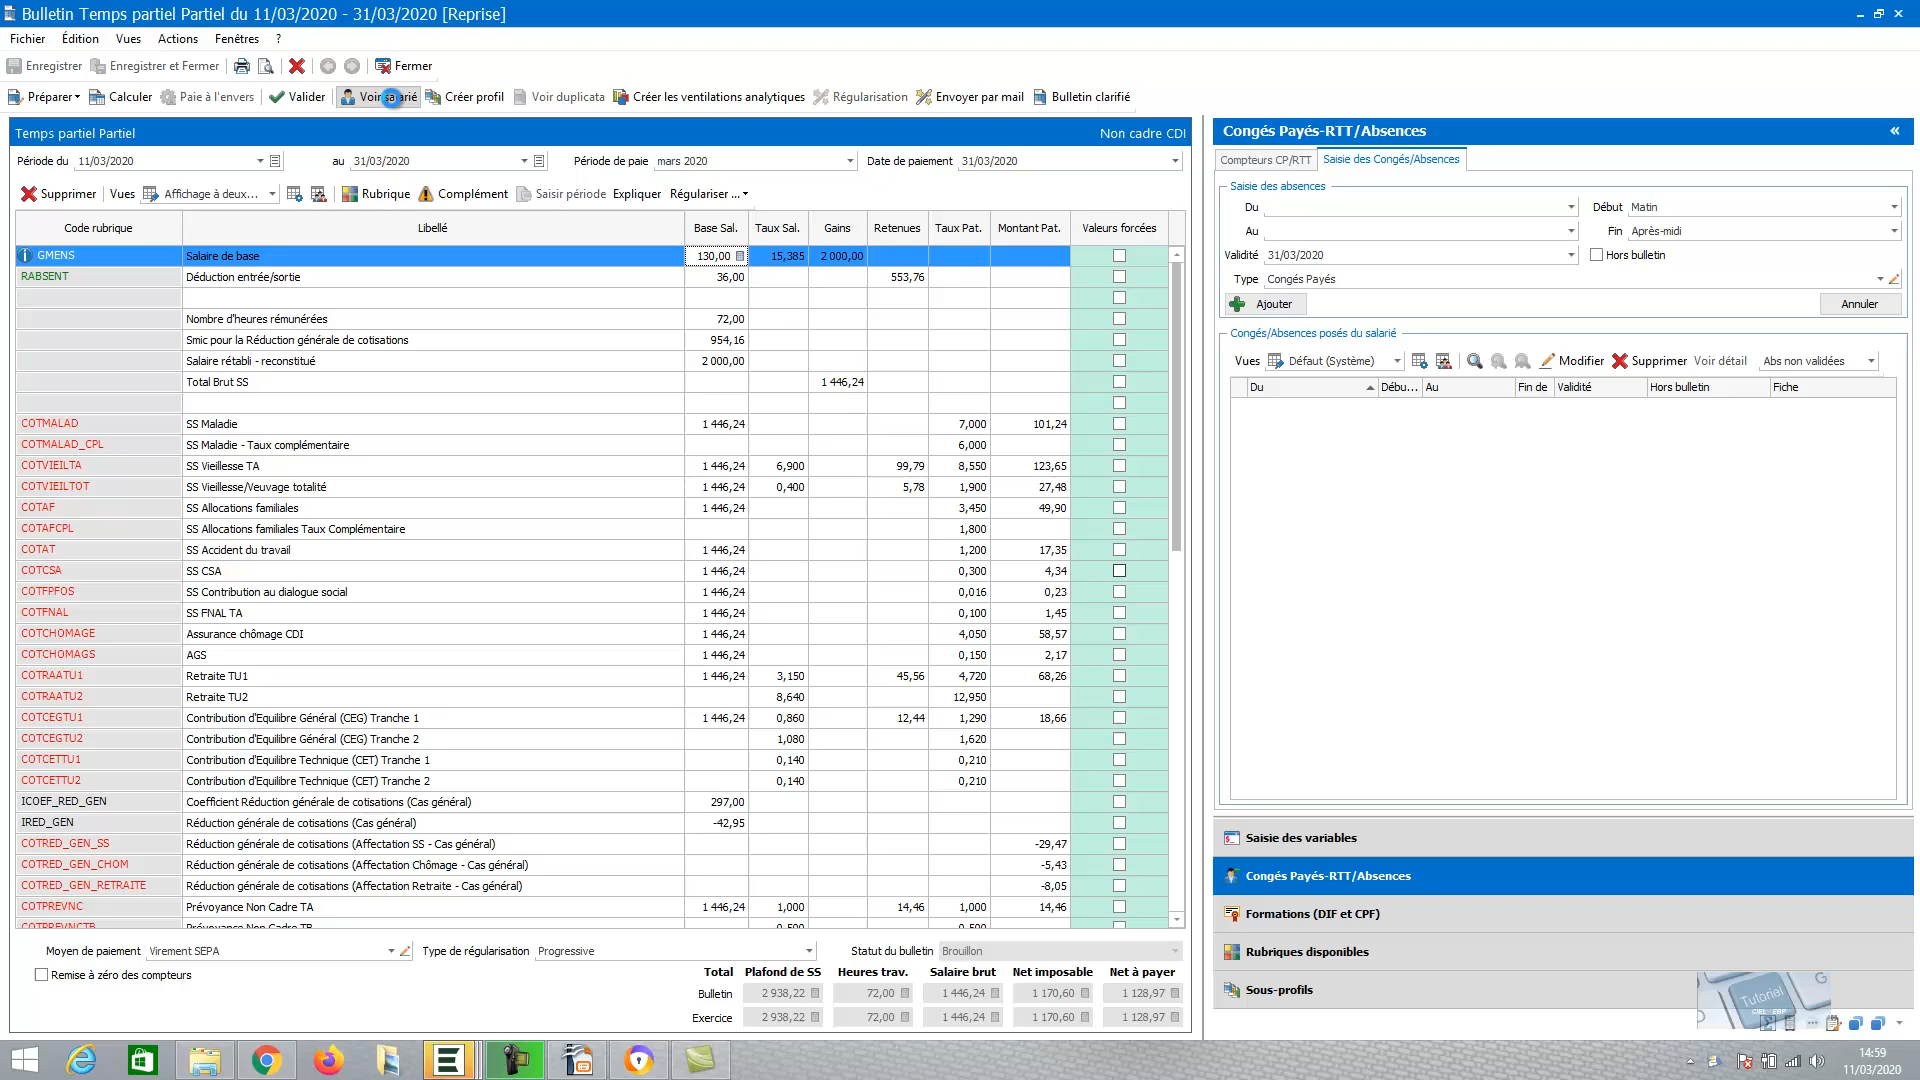 Bulletin Temps partiel Partiel du 11/03/2020 - 31/03/2020 [Reprise]
Fichier Édition Vues Actions Fenêtres ?
Enregistrer Enregistrer et Fermer Fermer
Préparer Calculer Paie à l'envers Valider Voir salarié Créer profil Voir duplicata Créer les ventilations analytiques Régularisation Envoyer par mail Bulletin clarifié
Temps partiel Partiel Non cadre CDI
Période du 11/03/2020 au 31/03/2020 Période de paie mars 2020 Date de paiement 31/03/2020
Supprimer Vues Affichage à deux... Rubrique Complément Saisir période Expliquer Régulariser ...
Code rubrique Libellé Base Sal. Taux Sal. Gains Retenues Taux Pat. Montant Pat. Valeurs forcées
GMENS Salaire de base 130,00 15,385 2 000,00
RABSENT Déduction entrée/sortie 36,00 553,76
Nombre d'heures rémunérées 72,00
Smic pour la Réduction générale de cotisations 954,16
Salaire rétabli - reconstitué 2 000,00
Total Brut SS 1 446,24
COTMALAD SS Maladie 1 446,24 7,000 101,24
COTMALAD_CPL SS Maladie - Taux complémentaire 6,000
COTVIEILTA SS Vieillesse TA 1 446,24 6,900 99,79 8,550 123,65
COTVIEILTOT SS Vieillesse/Veuvage totalité 1 446,24 0,400 5,78 1,900 27,48
COTAF SS Allocations familiales 1 446,24 3,450 49,90
COTAFCPL SS Allocations familiales Taux Complémentaire 1,800
COTAT SS Accident du travail 1 446,24 1,200 17,35
COTCSA SS CSA 1 446,24 0,300 4,34
COTFPFOS SS Contribution au dialogue social 1 446,24 0,016 0,23
COTFNAL SS FNAL TA 1 446,24 0,100 1,45
COTCHOMAGE Assurance chômage CDI 1 446,24 4,050 58,57
COTCHOMAGS AGS 1 446,24 0,150 2,17
COTRAATU1 Retraite TU1 1 446,24 3,150 45,56 4,720 68,26
COTRAATU2 Retraite TU2 8,640 12,950
COTCEGTU1 Contribution d'Equilibre Général (CEG) Tranche 1 1 446,24 0,860 12,44 1,290 18,66
COTCEGTU2 Contribution d'Equilibre Général (CEG) Tranche 2 1,080 1,620
COTCETTU1 Contribution d'Equilibre Technique (CET) Tranche 1 0,140 0,210
COTCETTU2 Contribution d'Equilibre Technique (CET) Tranche 2 0,140 0,210
ICOEF_RED_GEN Coefficient Réduction générale de cotisations (Cas général) 297,00
IRED_GEN Réduction générale de cotisations (Cas général) -42,95
COTRED_GEN_SS Réduction générale de cotisations (Affectation SS - Cas général) -29,47
COTRED_GEN_CHOM Réduction générale de cotisations (Affectation Chômage - Cas général) -5,43
COTRED_GEN_RETRAITE Réduction générale de cotisations (Affectation Retraite - Cas général) -8,05
COTPREVNC Prévoyance Non Cadre TA 1 446,24 1,000 14,46 1,000 14,46
COTPREVNCTB Prévoyance Non Cadre TB 0,500 0,500
Moyen de paiement Virement SEPA Type de régularisation Progressive Statut du bulletin Brouillon
Remise à zéro des compteurs
Total Plafond de SS Heures trav. Salaire brut Net imposable Net à payer
Bulletin 2 938,22 72,00 1 446,24 1 170,60 1 128,97
Exercice 2 938,22 72,00 1 446,24 1 170,60 1 128,97
Congés Payés-RTT/Absences
Compteurs CP/RTT Saisie des Congés/Absences
Saisie des absences
Du Début Matin
Au Fin Après-midi
Validité 31/03/2020 Hors bulletin
Type Congés Payés
Ajouter Annuler
Congés/Absences posés du salarié
Vues Défaut (Système) Modifier Supprimer Voir détail Abs non validées
Du Débu... Au Fin de Validité Hors bulletin Fiche
Saisie des variables
Congés Payés-RTT/Absences
Formations (DIF et CPF)
Rubriques disponibles
Sous-profils
Tutoriel
CIEL EBP
14:59
11/03/2020